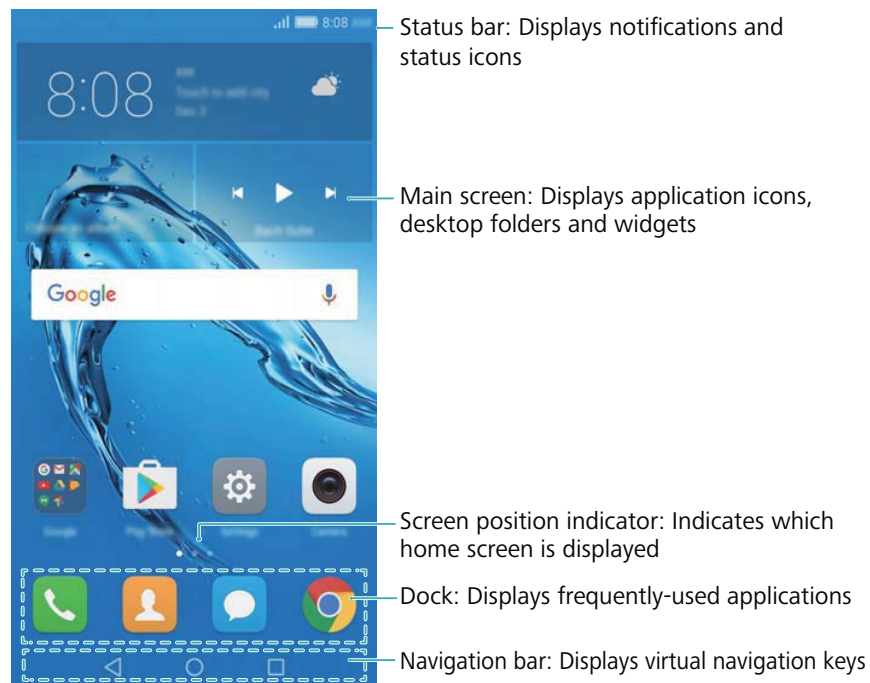 8:08
Status bar: Displays notifications and
status icons
8:08
Main screen: Displays application icons,
desktop folders and widgets
Google
Screen position indicator: Indicates which
home screen is displayed
Dock: Displays frequently-used applications
Navigation bar: Displays virtual navigation keys